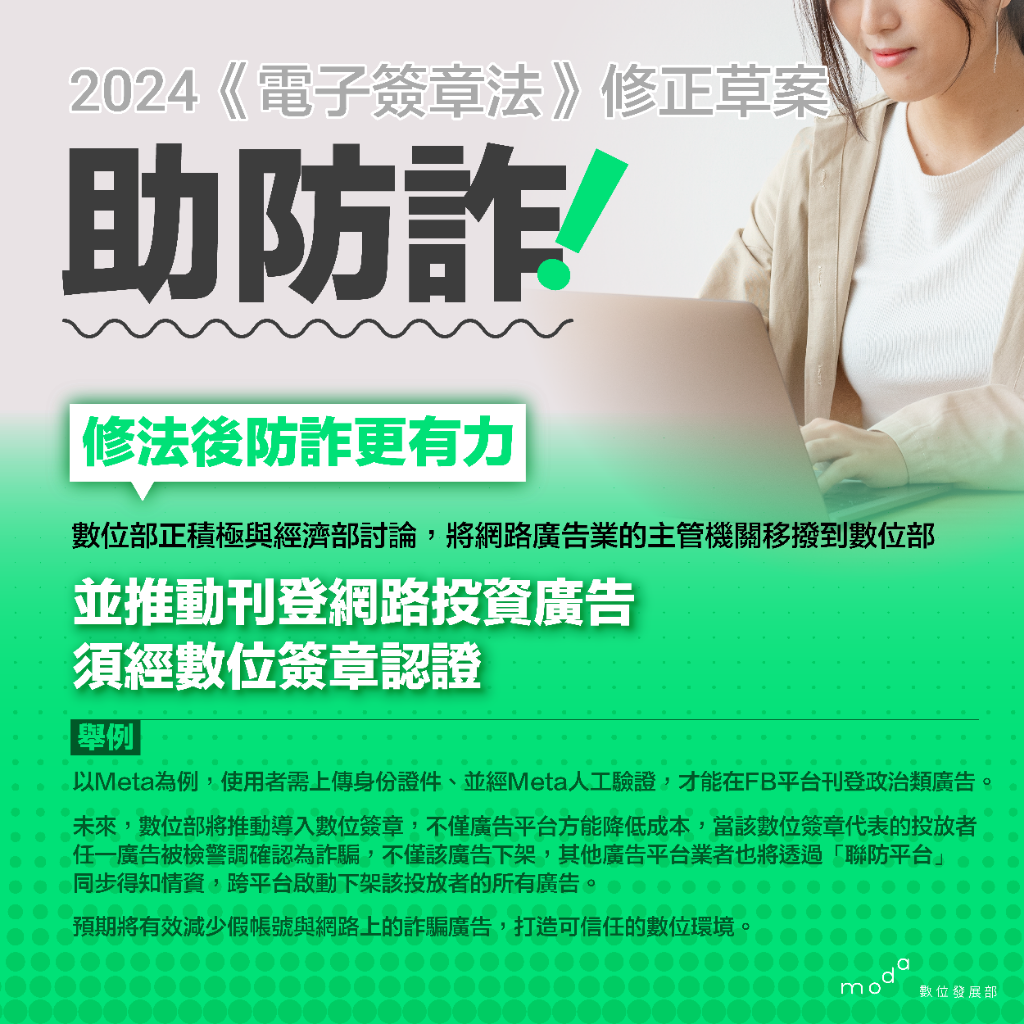 2024《電子簽章法》修正草案
助防詐!
修法後防詐更有力
數位部正積極與經濟部討論，將網路廣告業的主管機關移撥到數位部
並推動刊登網路投資廣告
須經數位簽章認證
舉例
以Meta為例，使用者需上傳身份證件、並經Meta人工驗證，才能在FB平台刊登政治類廣告。
未來，數位部將推動導入數位簽章，不僅廣告平台方能降低成本，當該數位簽章代表的投放者
任一廣告被檢警調確認為詐騙，不僅該廣告下架，其他廣告平台業者也將透過「聯防平台」
同步得知情資，跨平台啟動下架該投放者的所有廣告。
預期將有效減少假帳號與網路上的詐騙廣告，打造可信任的數位環境。
moda 數位發展部